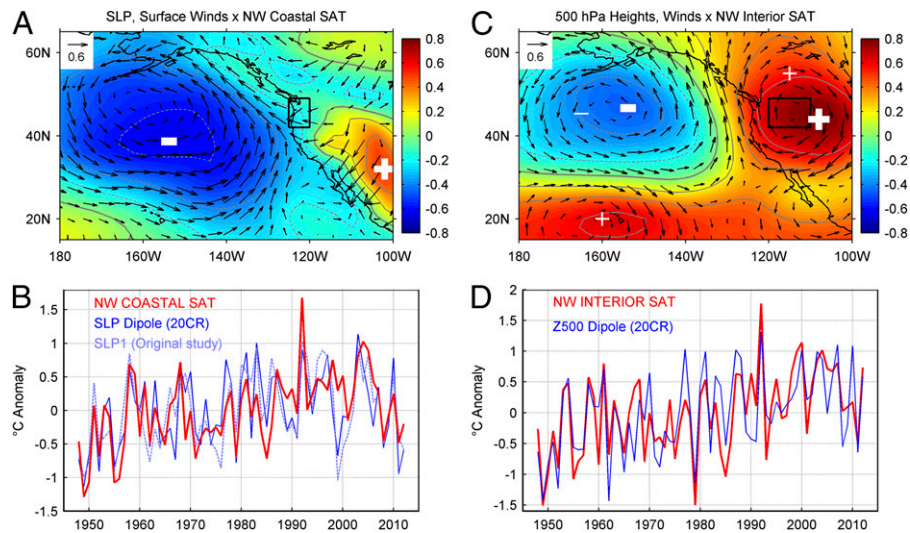 A
SLP, Surface Winds x NW Coastal SAT
0.6
60N
40N
20N
180
160W
140W
120W
100W
0.8
0.6
0.4
0.2
0
-0.2
-0.4
-0.6
-0.8
C
500 hPa Heights, Winds x NW Interior SAT
0.6
60N
40N
20N
180
160W
140W
120W
100W
0.8
0.6
0.4
0.2
0
-0.2
-0.4
-0.6
-0.8
B
NW COASTAL SAT
SLP Dipole (20CR)
SLP1 (Original study)
°C Anomaly
1.5
1
0.5
0
-0.5
-1
-1.5
1950
1960
1970
1980
1990
2000
2010
D
NW INTERIOR SAT
Z500 Dipole (20CR)
°C Anomaly
2
1.5
1
0.5
0
-0.5
-1
-1.5
1950
1960
1970
1980
1990
2000
2010